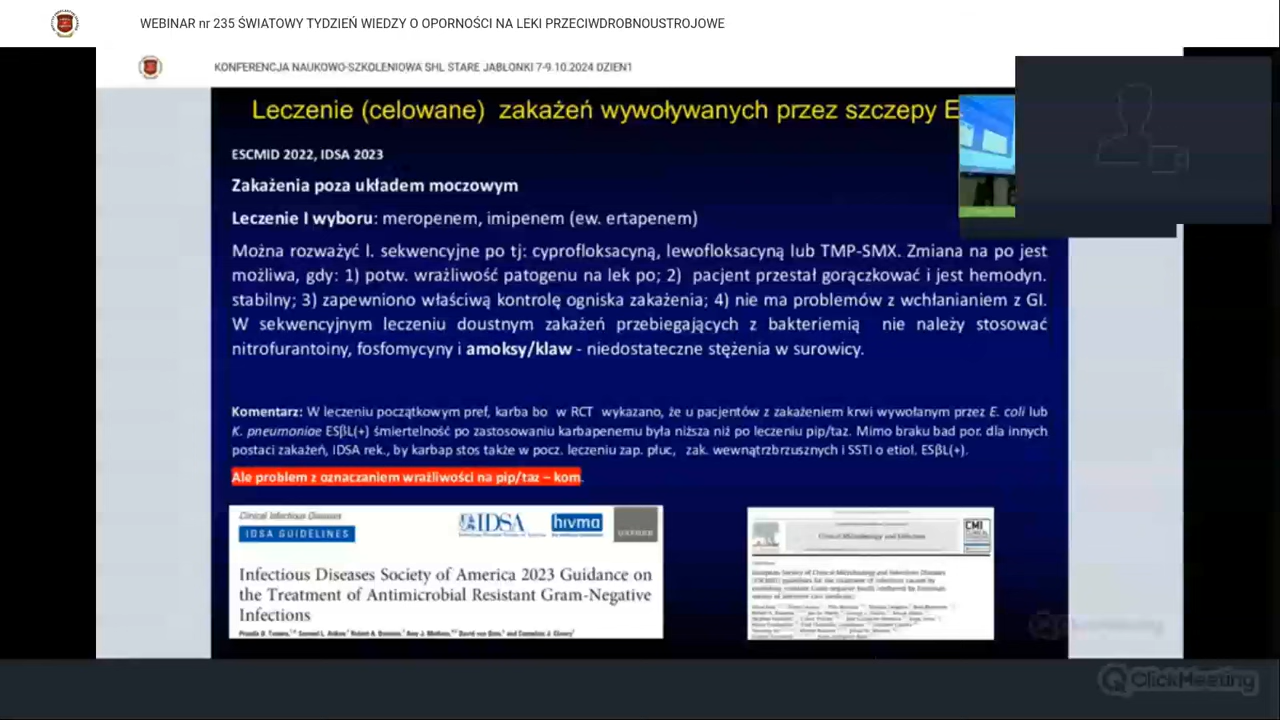 WEBINAR nr 235 ŚWIATOWY TYDZIEŃ WIEDZY O OPORNOŚCI NA LEKI PRZECIWDROBNOUSTROJOWE
KONFERENCJA NAUKOWO-SZKOLENIOWA SHL STARE JABŁONKI 7-9.10.2024 DZIEN1
Leczenie (celowane) zakażeń wywoływanych przez szczepy E
ESCMID 2022, IDSA 2023
Zakażenia poza układem moczowym
Leczenie I wyboru: meropenem, imipenem (ew. ertapenem)
Można rozważyć l. sekwencyjne po tj: cyprofloksacyną, lewofloksacyną lub TMP-SMX. Zmiana na po jest
możliwa, gdy: 1) potw. wrażliwość patogenu na lek po; 2) pacjent przestał gorączkować i jest hemodyn.
stabilny; 3) zapewniono właściwą kontrolę ogniska zakażenia; 4) nie ma problemów z wchłanianiem z GI.
W sekwencyjnym leczeniu doustnym zakażeń przebiegających z bakteriemią nie należy stosować
nitrofurantoiny, fosfomycyny i amoksy/klaw - niedostateczne stężenia w surowicy.
Komentarz: W leczeniu początkowym pref, karba bo w RCT wykazano, że u pacjentów z zakażeniem krwi wywołanym przez E. coli lub
K. pneumoniae ESβL(+) śmiertelność po zastosowaniu karbapenemu była niższa niż po leczeniu pip/taz. Mimo braku bad por. dla innych
postaci zakażeń, IDSA rek., by karbap stos także w pocz. leczeniu zap. płuc, zak. wewnątrzbrzusznych i SSTI o etiol. ESβL(+).
Ale problem z oznaczaniem wrażliwości na pip/taz – kom.
Clinical Infectious Diseases
IDSA GUIDELINES
IDSA
hivma
OXFORD
Infectious Diseases Society of America 2023 Guidance on
the Treatment of Antimicrobial Resistant Gram-Negative
Infections
Clinical Microbiology and Infection
CMI
ClickMeeting